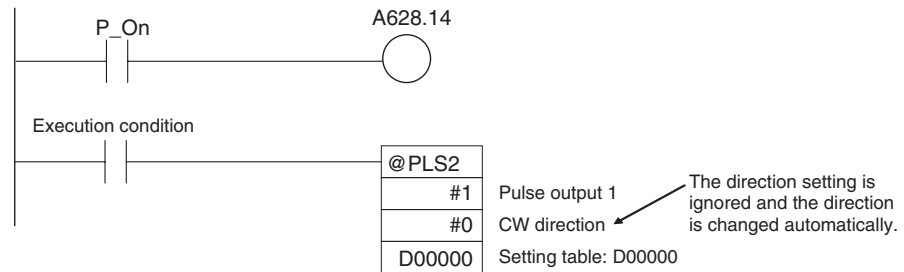 P_On
A628.14
Execution condition
@PLS2
#1
Pulse output 1
#0
CW direction
D00000
Setting table: D00000
The direction setting is
ignored and the direction
is changed automatically.